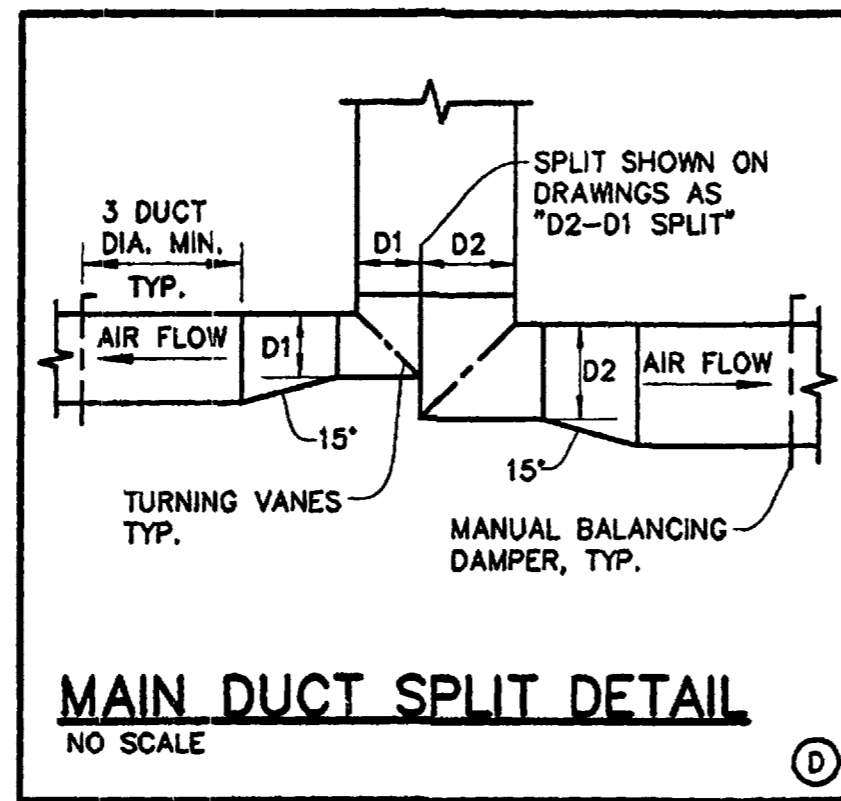 SPLIT SHOWN ON
DRAWINGS AS
"D2-D1 SPLIT"
3 DUCT
DIA. MIN.
TYP.
D1
D2
AIR FLOW
D1
D2
AIR FLOW
15°
15°
TURNING VANES
TYP.
MANUAL BALANCING
DAMPER, TYP.
MAIN DUCT SPLIT DETAIL
NO SCALE
D